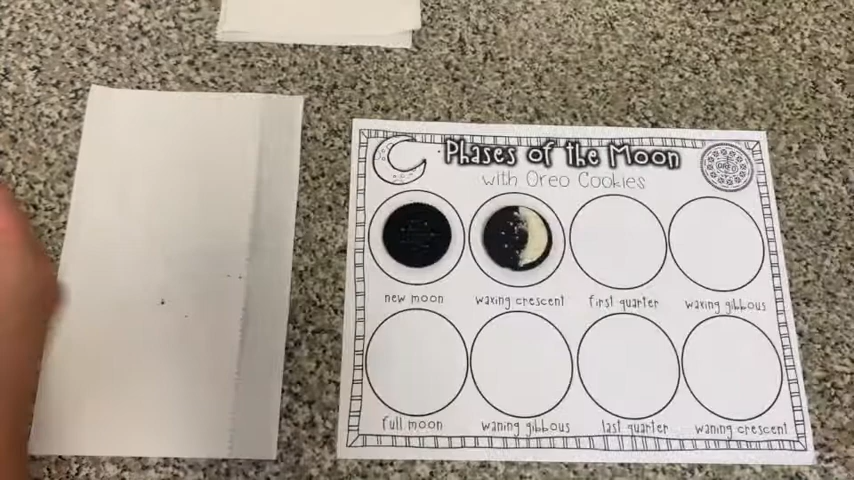 Phases of the Moon
with Oreo Cookies
new moon waxing crescent first quarter waxing gibbous
full moon waning gibbous last quarter waning crescent